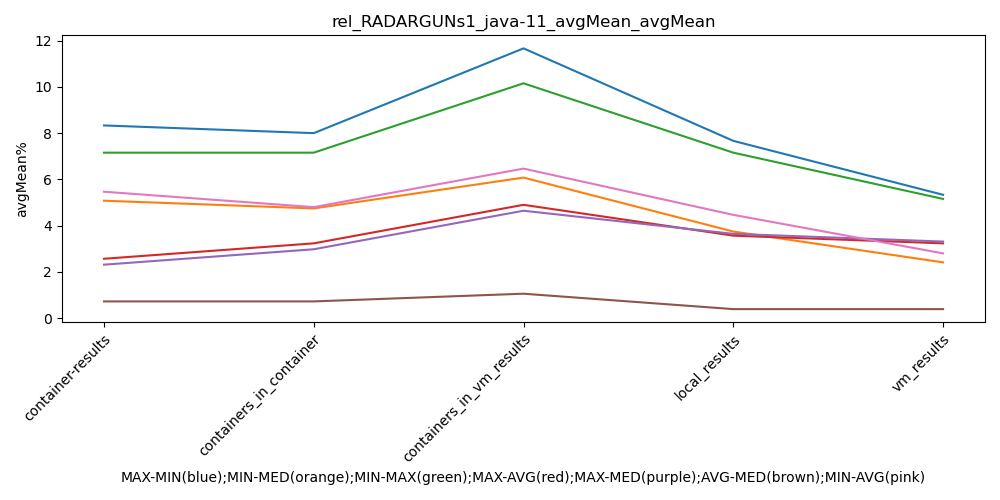 rel_RADARGUNs1_java-11_avgMean_avgMean
12
10
8
6
4
2
0
avgMean%
container-results
containers_in_container
containers_in_vm_results
local_results
vm_results
MAX-MIN(blue);MIN-MED(orange);MIN-MAX(green);MAX-AVG(red);MAX-MED(purple);AVG-MED(brown);MIN-AVG(pink)